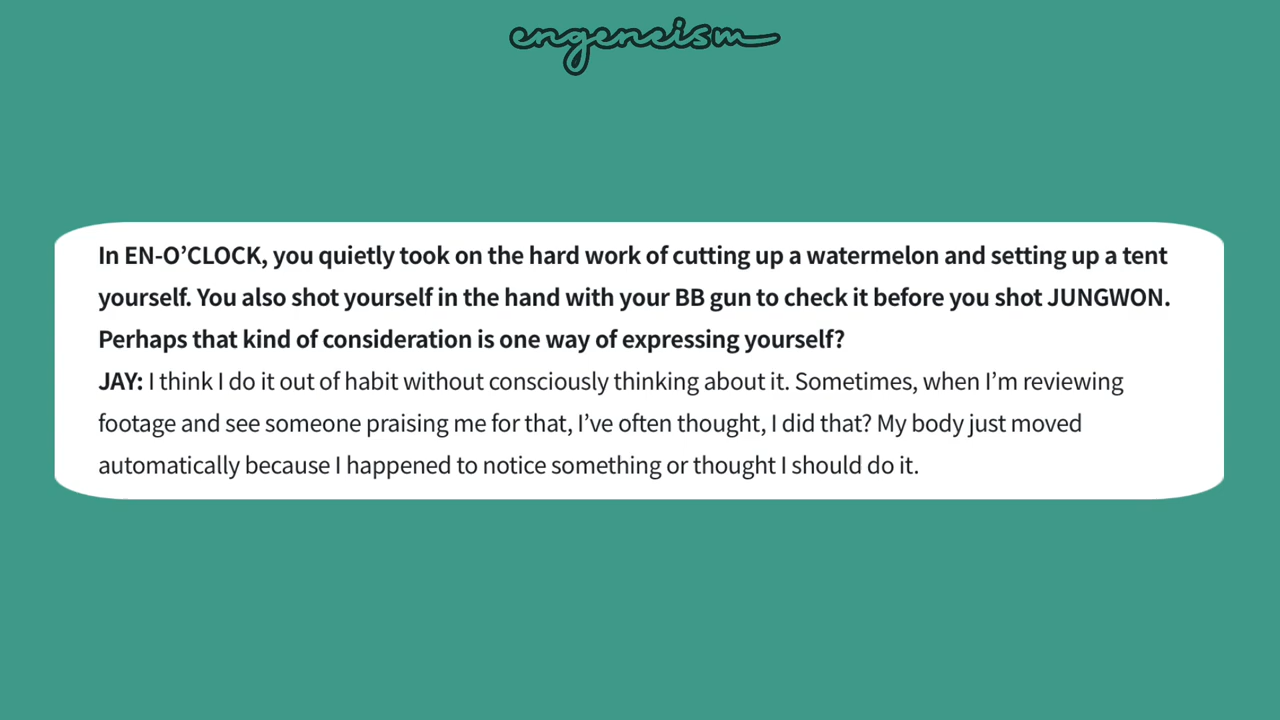 engeneism
In EN-O’CLOCK, you quietly took on the hard work of cutting up a watermelon and setting up a tent
yourself. You also shot yourself in the hand with your BB gun to check it before you shot JUNGWON.
Perhaps that kind of consideration is one way of expressing yourself?
JAY: I think I do it out of habit without consciously thinking about it. Sometimes, when I’m reviewing
footage and see someone praising me for that, I’ve often thought, I did that? My body just moved
automatically because I happened to notice something or thought I should do it.